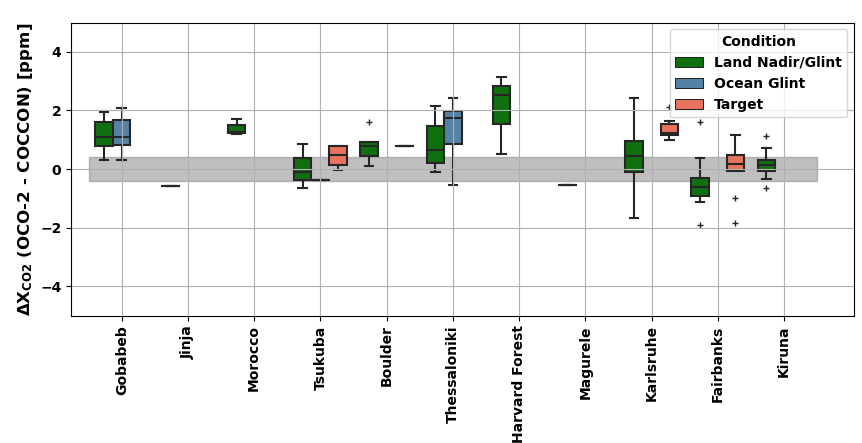 ΔX_CO2 (OCO-2 - COCCON) [ppm]
4
2
0
−2
−4
Condition
Land Nadir/Glint
Ocean Glint
Target
Gobabeb
Jinja
Morocco
Tsukuba
Boulder
Thessaloniki
Harvard Forest
Magurele
Karlsruhe
Fairbanks
Kiruna